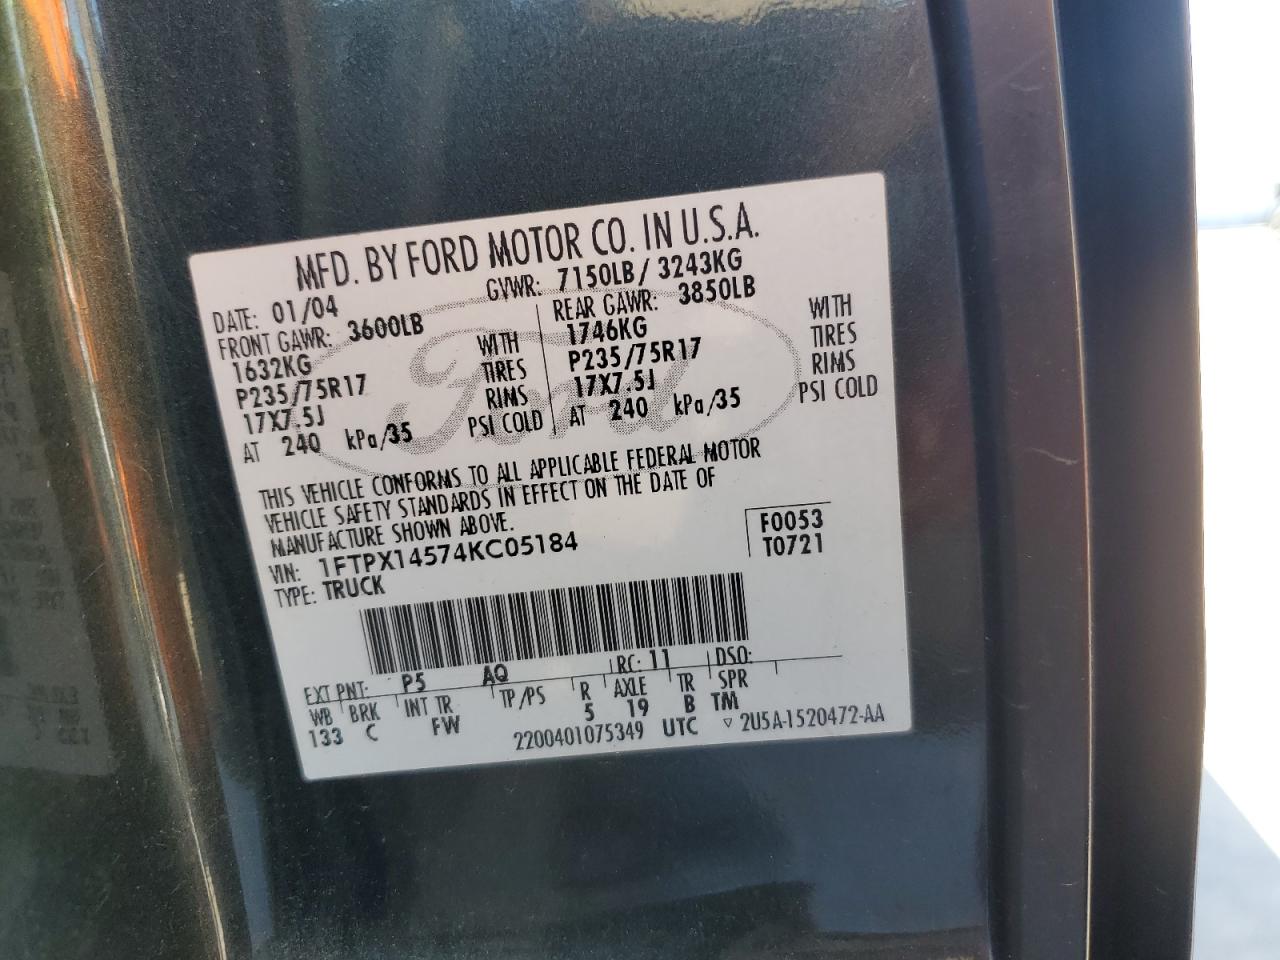 MFD. BY FORD MOTOR CO. IN U.S.A.
DATE: 01/04 GVWR: 7150LB / 3243KG
FRONT GAWR: 3600LB REAR GAWR: 3850LB
1632KG WITH 1746KG WITH
P235/75R17 TIRES P235/75R17 TIRES
17X7.5J RIMS 17X7.5J RIMS
AT 240 kPa/35 PSI COLD AT 240 kPa/35 PSI COLD
Ford
THIS VEHICLE CONFORMS TO ALL APPLICABLE FEDERAL MOTOR
VEHICLE SAFETY STANDARDS IN EFFECT ON THE DATE OF
MANUFACTURE SHOWN ABOVE.
VIN: 1FTPX14574KC05184 F0053
TYPE: TRUCK T0721
EXT PNT: P5 AQ RC: 11 DSO:
WB BRK INT TR TP/PS R AXLE TR SPR
133 C FW 5 19 B TM
2200401075349 UTC ▽ 2U5A-1520472-AA